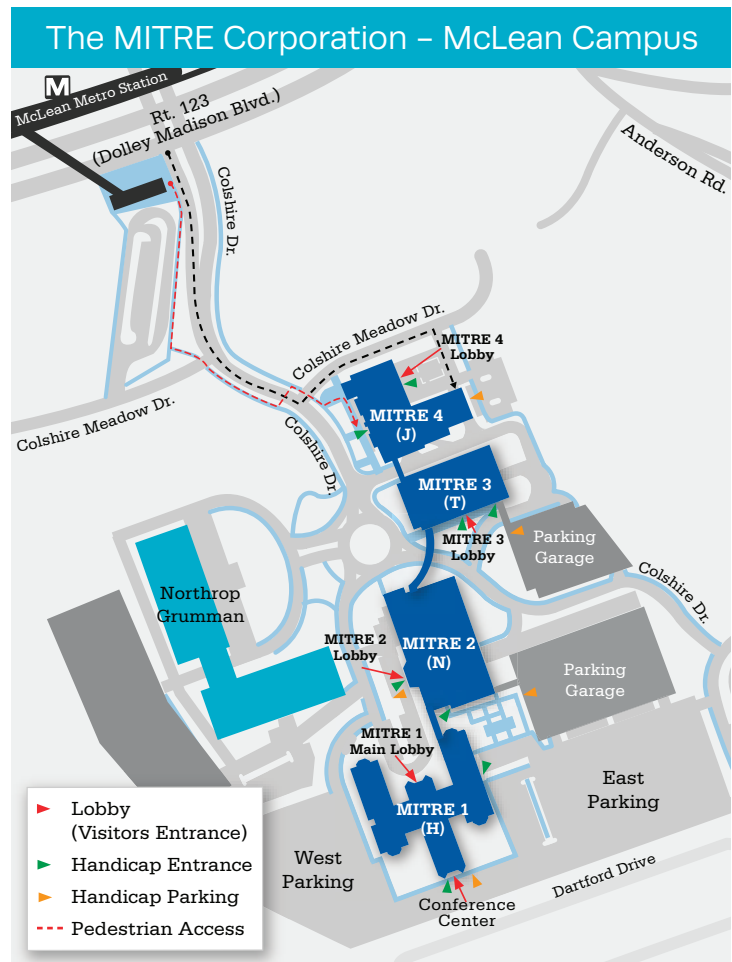 The MITRE Corporation – McLean Campus
M
McLean Metro Station
Rt. 123
(Dolley Madison Blvd.)
Anderson Rd.
Colshire Dr.
Colshire Meadow Dr.
MITRE 4
Lobby
Colshire Meadow Dr.
MITRE 4
(J)
Colshire Dr.
MITRE 3
(T)
MITRE 3
Lobby
Parking
Garage
Colshire Dr.
Northrop
Grumman
MITRE 2
Lobby
MITRE 2
(N)
Parking
Garage
MITRE 1
Main Lobby
East
Parking
MITRE 1
(H)
West
Parking
Dartford Drive
Conference
Center
Lobby
(Visitors Entrance)
Handicap Entrance
Handicap Parking
Pedestrian Access